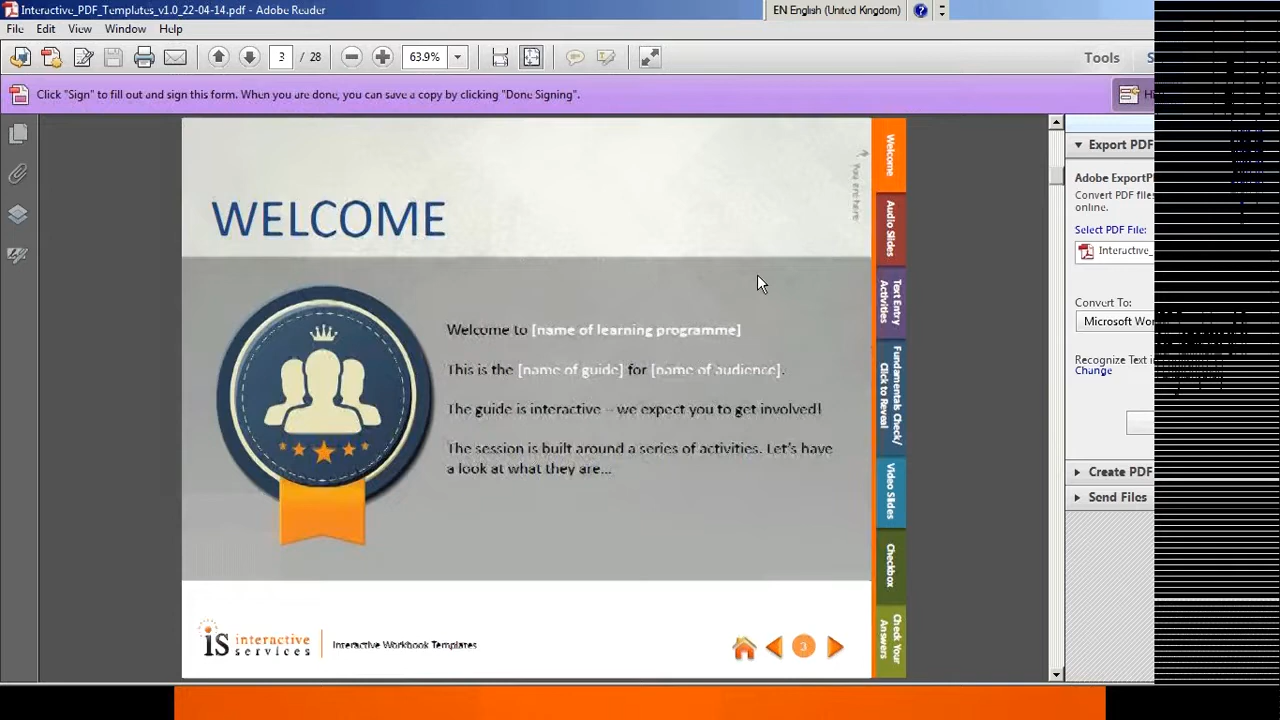 Interactive_PDF_Templates_v1.0_22-04-14.pdf - Adobe Reader
EN English (United Kingdom)
File Edit View Window Help
3 / 28
63.9%
Tools
Click "Sign" to fill out and sign this form. When you are done, you can save a copy by clicking "Done Signing".
WELCOME
You are here
Welcome to [name of learning programme]
This is the [name of guide] for [name of audience].
The guide is interactive – we expect you to get involved!
The session is built around a series of activities. Let's have
a look at what they are...
Welcome
Audio Slides
Text Entry
Activities
Fundamentals Check/
Click to Reveal
Video Slides
Checkbox
Check Your
Answers
is interactive
services
Interactive Workbook Templates
3
Export PDF
Adobe ExportP
Convert PDF file
online.
Select PDF File:
Interactive_
Convert To:
Microsoft Wo
Recognize Text i
Change
Create PDF
Send Files